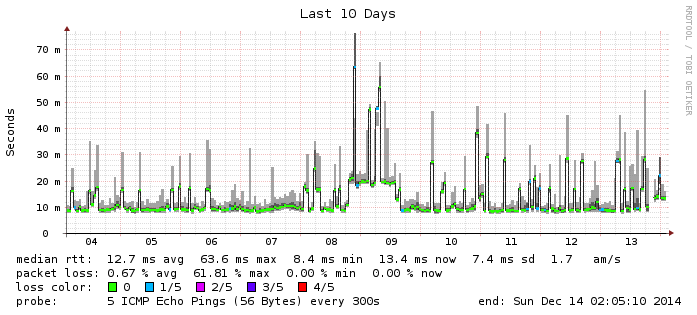 Last 10 Days
RRDTOOL / TOBI OETIKER
Seconds
70 m
60 m
50 m
40 m
30 m
20 m
10 m
0
04 05 06 07 08 09 10 11 12 13
median rtt: 12.7 ms avg 63.6 ms max 8.4 ms min 13.4 ms now 7.4 ms sd 1.7 am/s
packet loss: 0.67 % avg 61.81 % max 0.00 % min 0.00 % now
loss color: 0 1/5 2/5 3/5 4/5
probe: 5 ICMP Echo Pings (56 Bytes) every 300s end: Sun Dec 14 02:05:10 2014